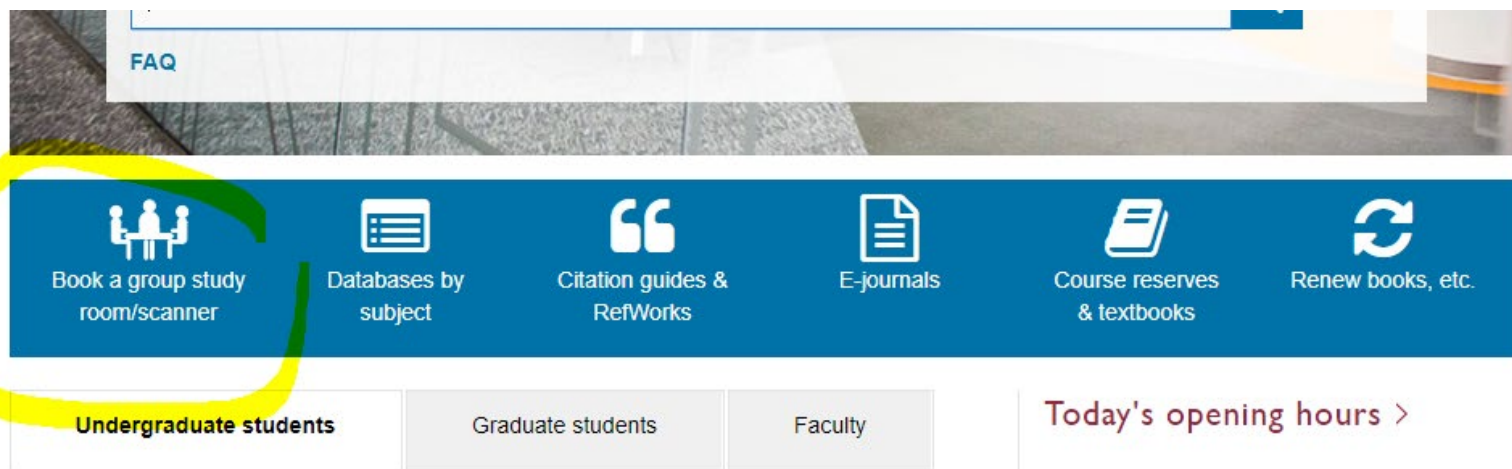 FAQ
Book a group study
room/scanner
Databases by
subject
Citation guides &
RefWorks
E-journals
Course reserves
& textbooks
Renew books, etc.
Undergraduate students
Graduate students
Faculty
Today's opening hours >